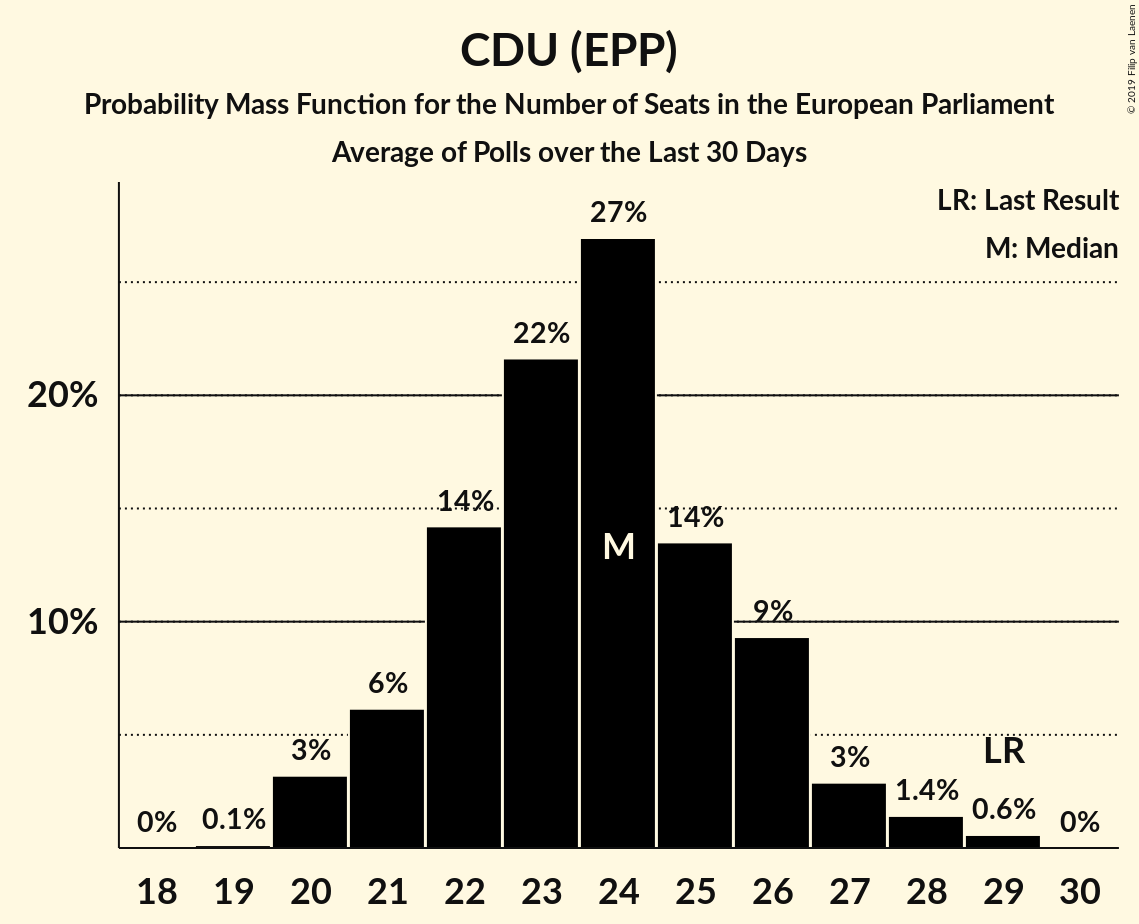 CDU (EPP)
Probability Mass Function for the Number of Seats in the European Parliament
Average of Polls over the Last 30 Days
© 2019 Filip van Laenen
LR: Last Result
M: Median
27%
22%
20%
14%
14%
M
10%
9%
6%
3%
3%
LR
1.4%
0.6%
0%
0.1%
0%
18 19 20 21 22 23 24 25 26 27 28 29 30